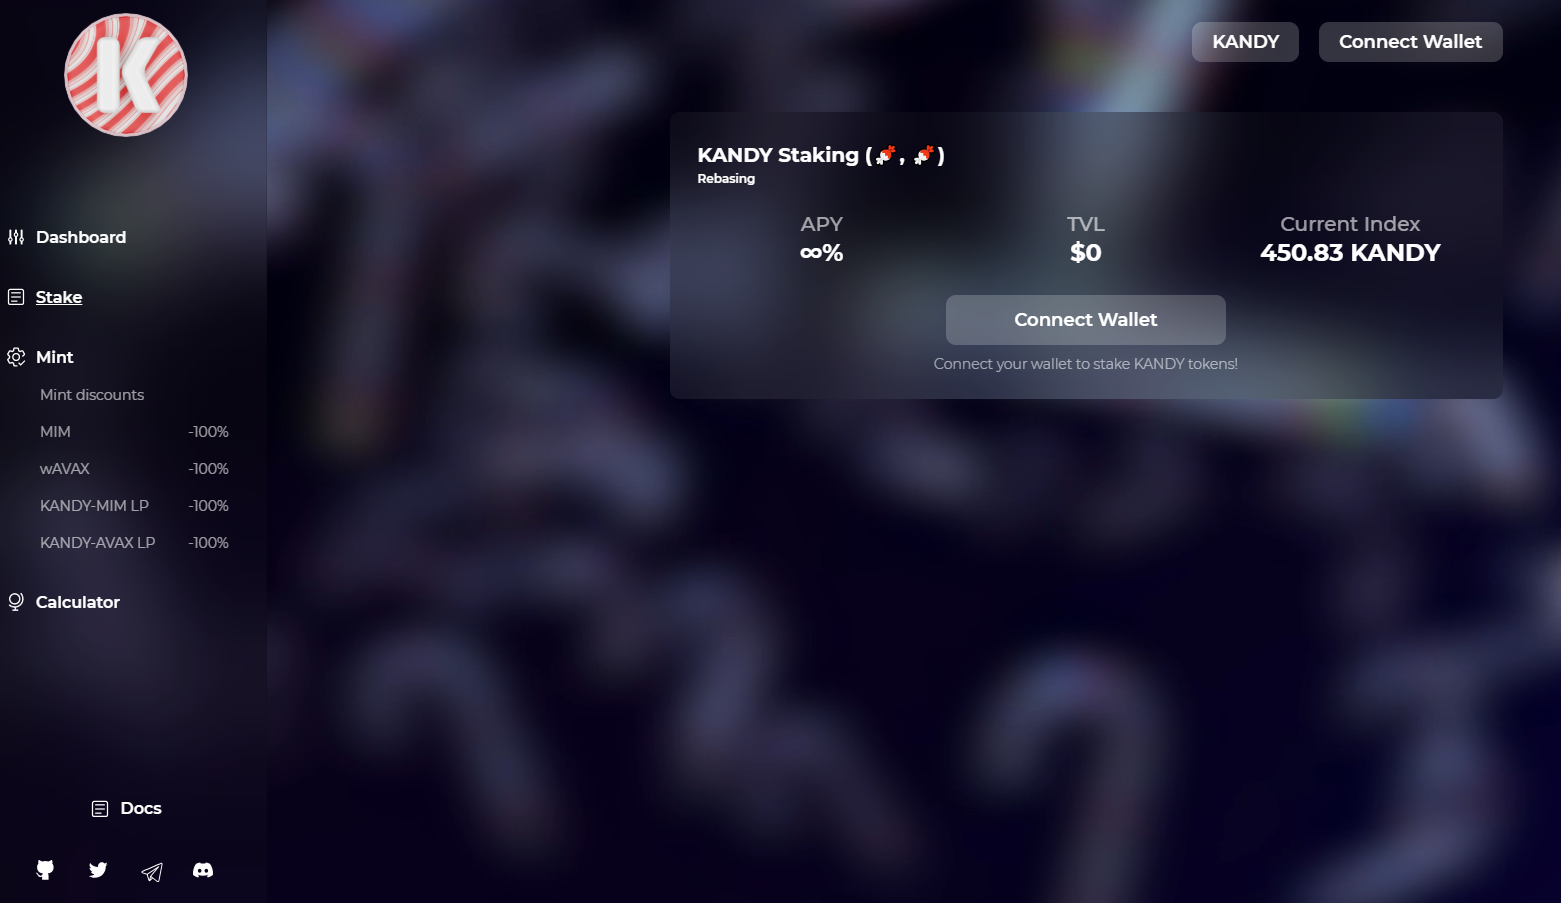 K
KANDY
Connect Wallet
KANDY Staking (🍬, 🍬)
Rebasing
APY
TVL
Current Index
∞%
$0
450.83 KANDY
Connect Wallet
Connect your wallet to stake KANDY tokens!
Dashboard
Stake
Mint
Mint discounts
MIM -100%
wAVAX -100%
KANDY-MIM LP -100%
KANDY-AVAX LP -100%
Calculator
Docs